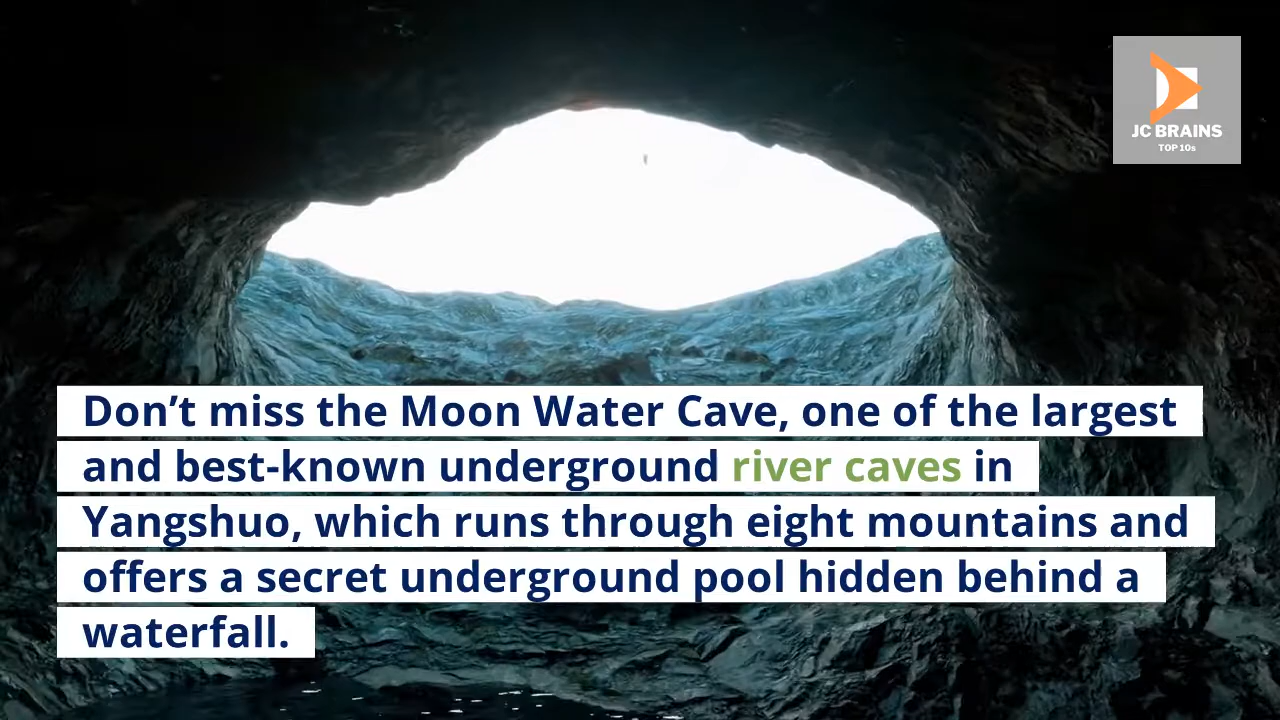 JC BRAINS
TOP 10s
Don’t miss the Moon Water Cave, one of the largest
and best-known underground river caves in
Yangshuo, which runs through eight mountains and
offers a secret underground pool hidden behind a
waterfall.